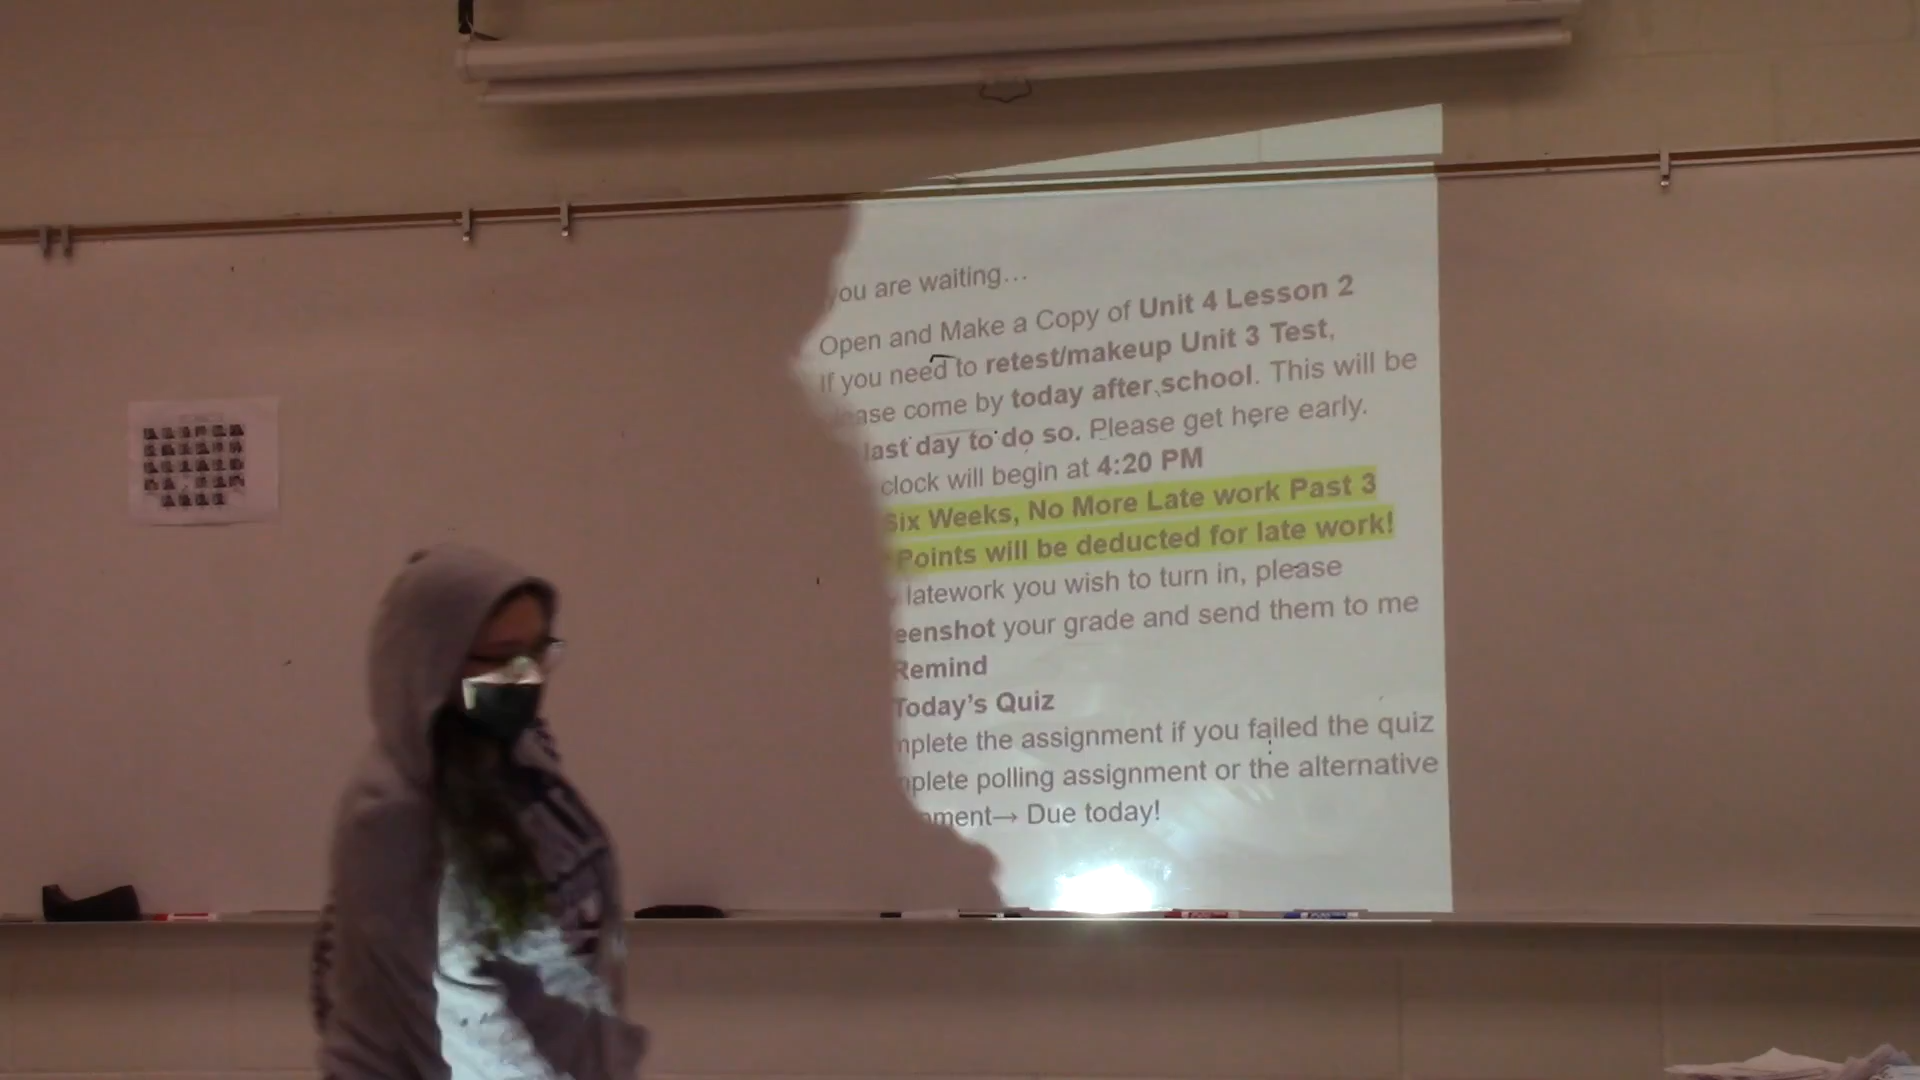 you are waiting…
Open and Make a Copy of Unit 4 Lesson 2
If you need to retest/makeup Unit 3 Test,
come by today after school. This will be
last day to do so. Please get here early.
clock will begin at 4:20 PM
Six Weeks, No More Late work Past 3
Points will be deducted for late work!
latework you wish to turn in, please
eenshot your grade and send them to me
Remind
Today's Quiz
mplete the assignment if you failed the quiz
plete polling assignment or the alternative
ment→ Due today!